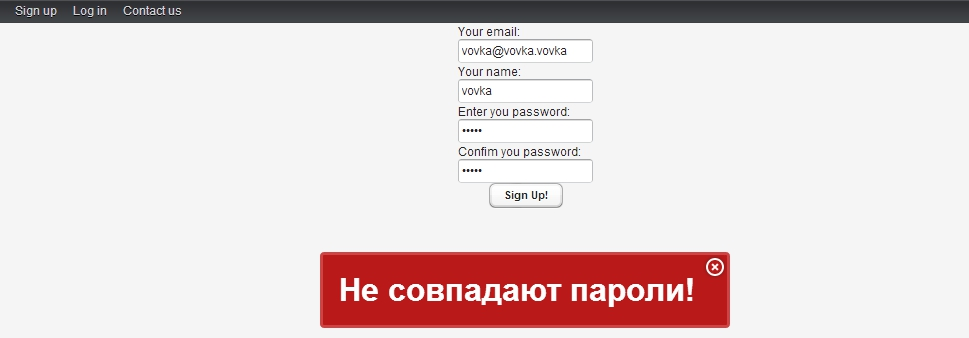 Sign up Log in Contact us
Your email:
vovka@vovka.vovka
Your name:
vovka
Enter you password:
•••••
Confim you password:
•••••
Sign Up!
Не совпадают пароли!